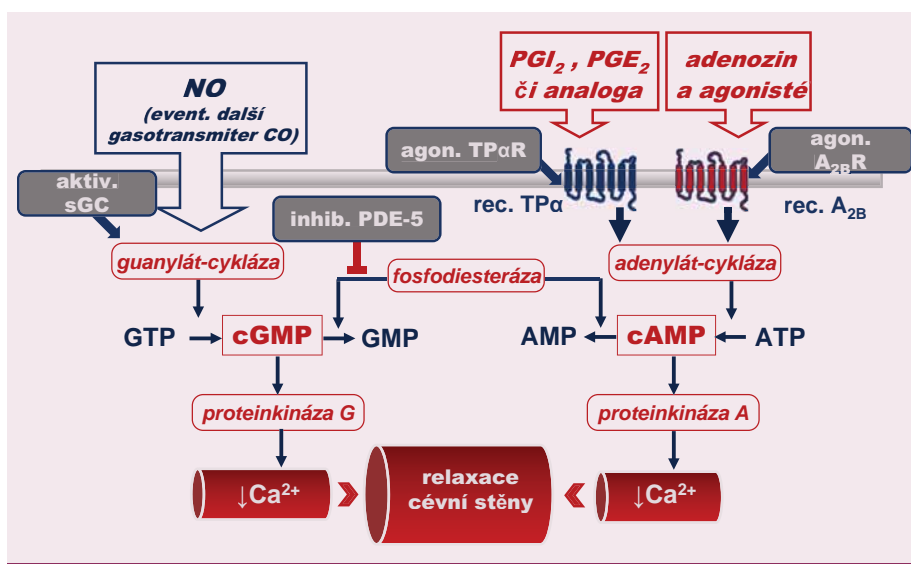 NO
(event. další
gasotransmiter CO)
PGI₂ , PGE₂
či analoga
adenozin
a agonisté
agon. TPαR
agon.
A₂BR
aktiv.
sGC
rec. TPα
rec. A₂B
inhib. PDE-5
guanylát-cykláza
fosfodiesteráza
adenylát-cykláza
GTP
cGMP
GMP
AMP
cAMP
ATP
proteinkináza G
proteinkináza A
↓Ca²⁺
relaxace
cévní stěny
↓Ca²⁺